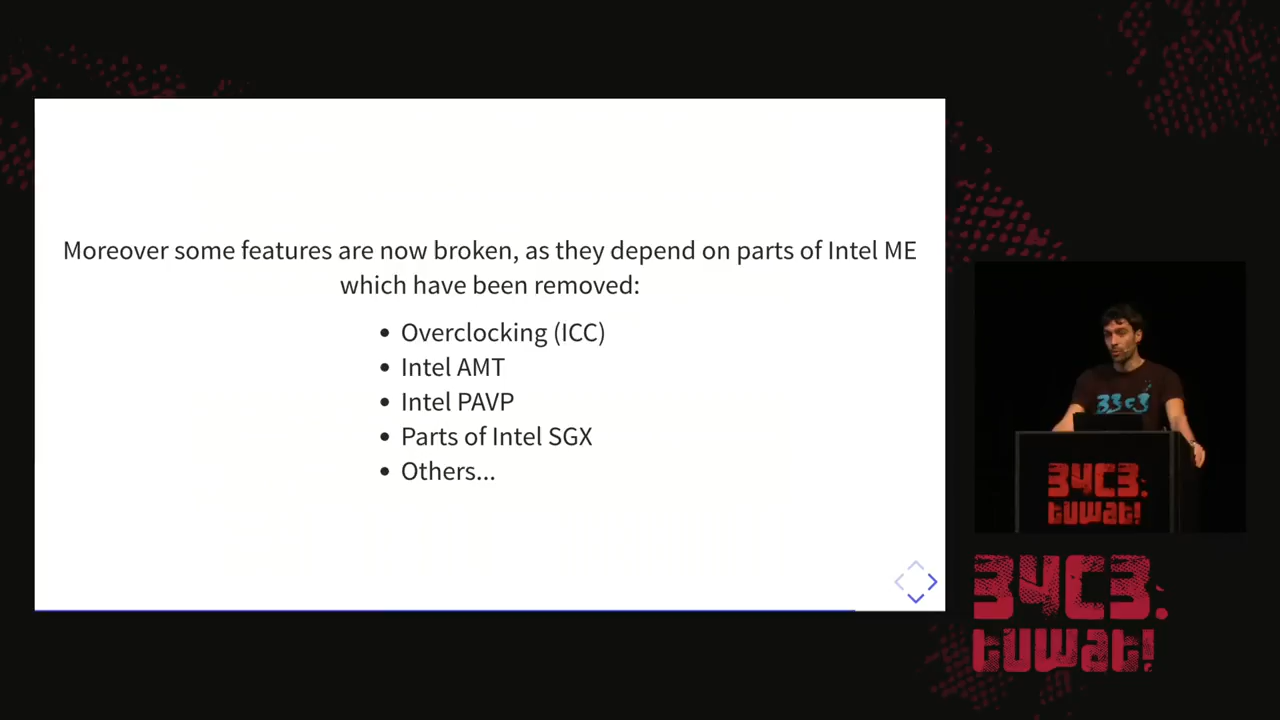 Moreover some features are now broken, as they depend on parts of Intel ME
which have been removed:
• Overclocking (ICC)
• Intel AMT
• Intel PAVP
• Parts of Intel SGX
• Others...
33c3
34C3.
tuwat!
34C3.
tuwat!